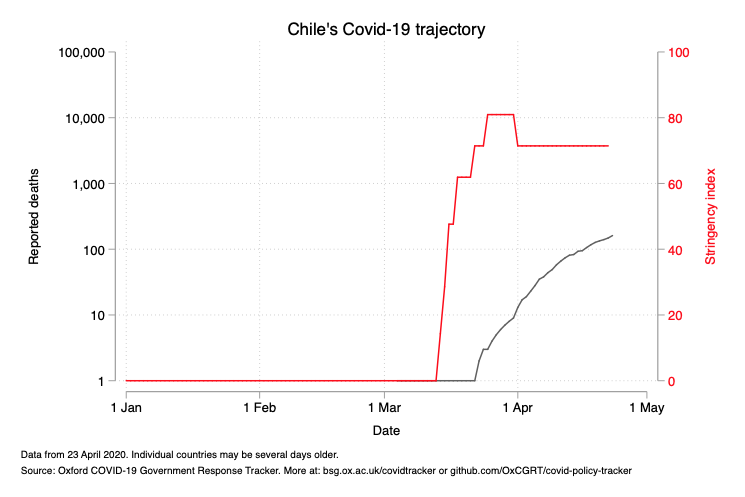 Chile's Covid-19 trajectory
100,000
10,000
1,000
100
10
1
Reported deaths
100
80
60
40
20
0
Stringency index
1 Jan
1 Feb
1 Mar
1 Apr
1 May
Date
Data from 23 April 2020. Individual countries may be several days older.
Source: Oxford COVID-19 Government Response Tracker. More at: bsg.ox.ac.uk/covidtracker or github.com/OxCGRT/covid-policy-tracker